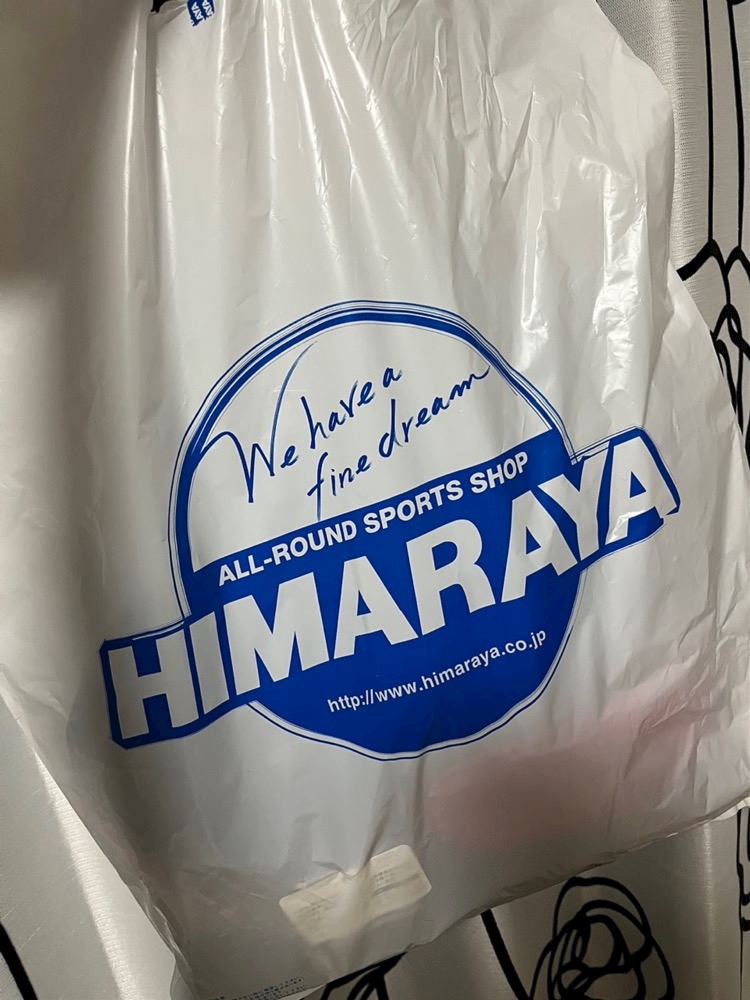 We have a
fine dream
ALL-ROUND SPORTS SHOP
HIMARAYA
http://www.himaraya.co.jp